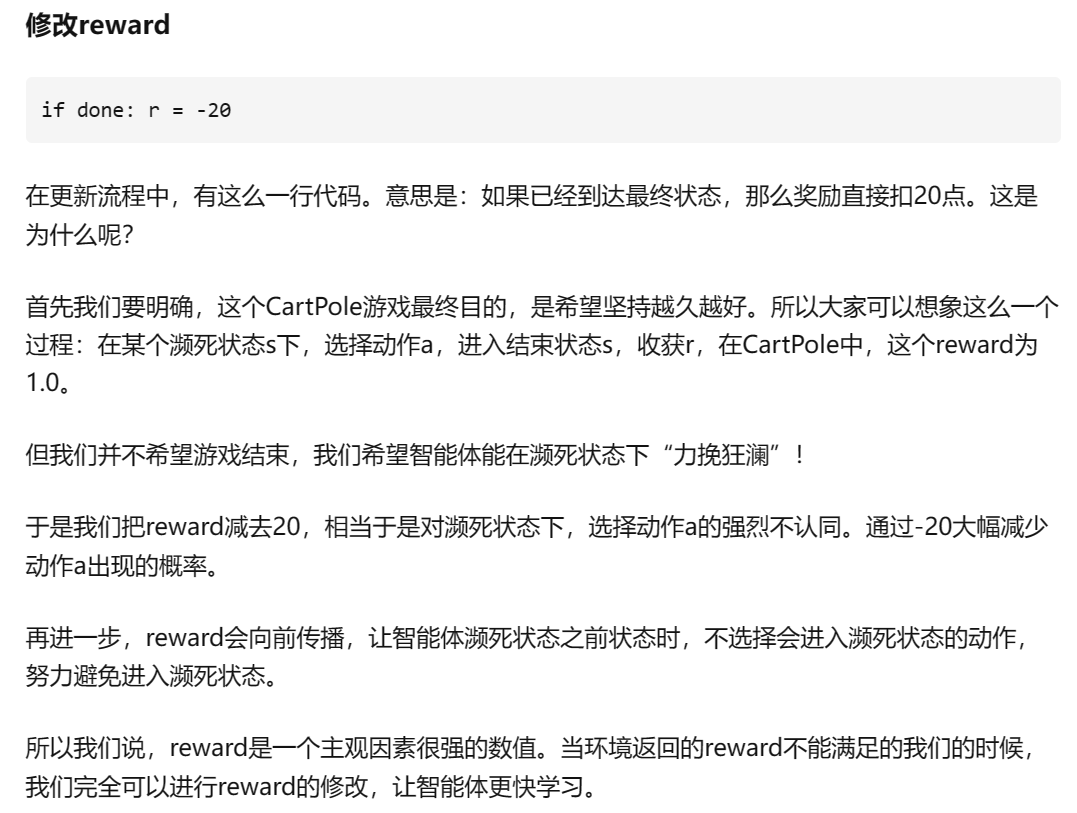 修改reward
if done: r = -20
在更新流程中，有这么一行代码。意思是：如果已经到达最终状态，那么奖励直接扣20点。这是
为什么呢？
首先我们要明确，这个CartPole游戏最终目的，是希望坚持越久越好。所以大家可以想象这么一个
过程：在某个濒死状态s下，选择动作a，进入结束状态s，收获r，在CartPole中，这个reward为
1.0。
但我们并不希望游戏结束，我们希望智能体能在濒死状态下“力挽狂澜”！
于是我们把reward减去20，相当于是对濒死状态下，选择动作a的强烈不认同。通过-20大幅减少
动作a出现的概率。
再进一步，reward会向前传播，让智能体濒死状态之前状态时，不选择会进入濒死状态的动作，
努力避免进入濒死状态。
所以我们说，reward是一个主观因素很强的数值。当环境返回的reward不能满足的我们的时候，
我们完全可以进行reward的修改，让智能体更快学习。